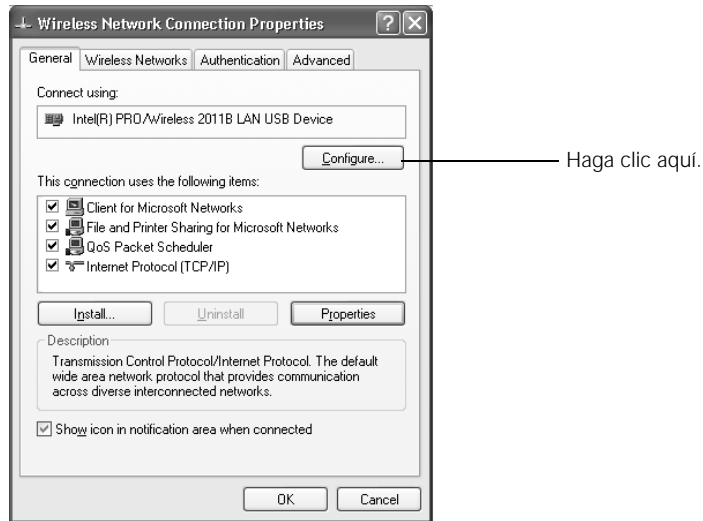 Wireless Network Connection Properties
General
Wireless Networks
Authentication
Advanced
Connect using:
Intel(R) PRO/Wireless 2011B LAN USB Device
Configure...
Haga clic aquí.
This connection uses the following items:
Client for Microsoft Networks
File and Printer Sharing for Microsoft Networks
QoS Packet Scheduler
Internet Protocol (TCP/IP)
Install...
Uninstall
Properties
Description
Transmission Control Protocol/Internet Protocol. The default
wide area network protocol that provides communication
across diverse interconnected networks.
Show icon in notification area when connected
OK
Cancel